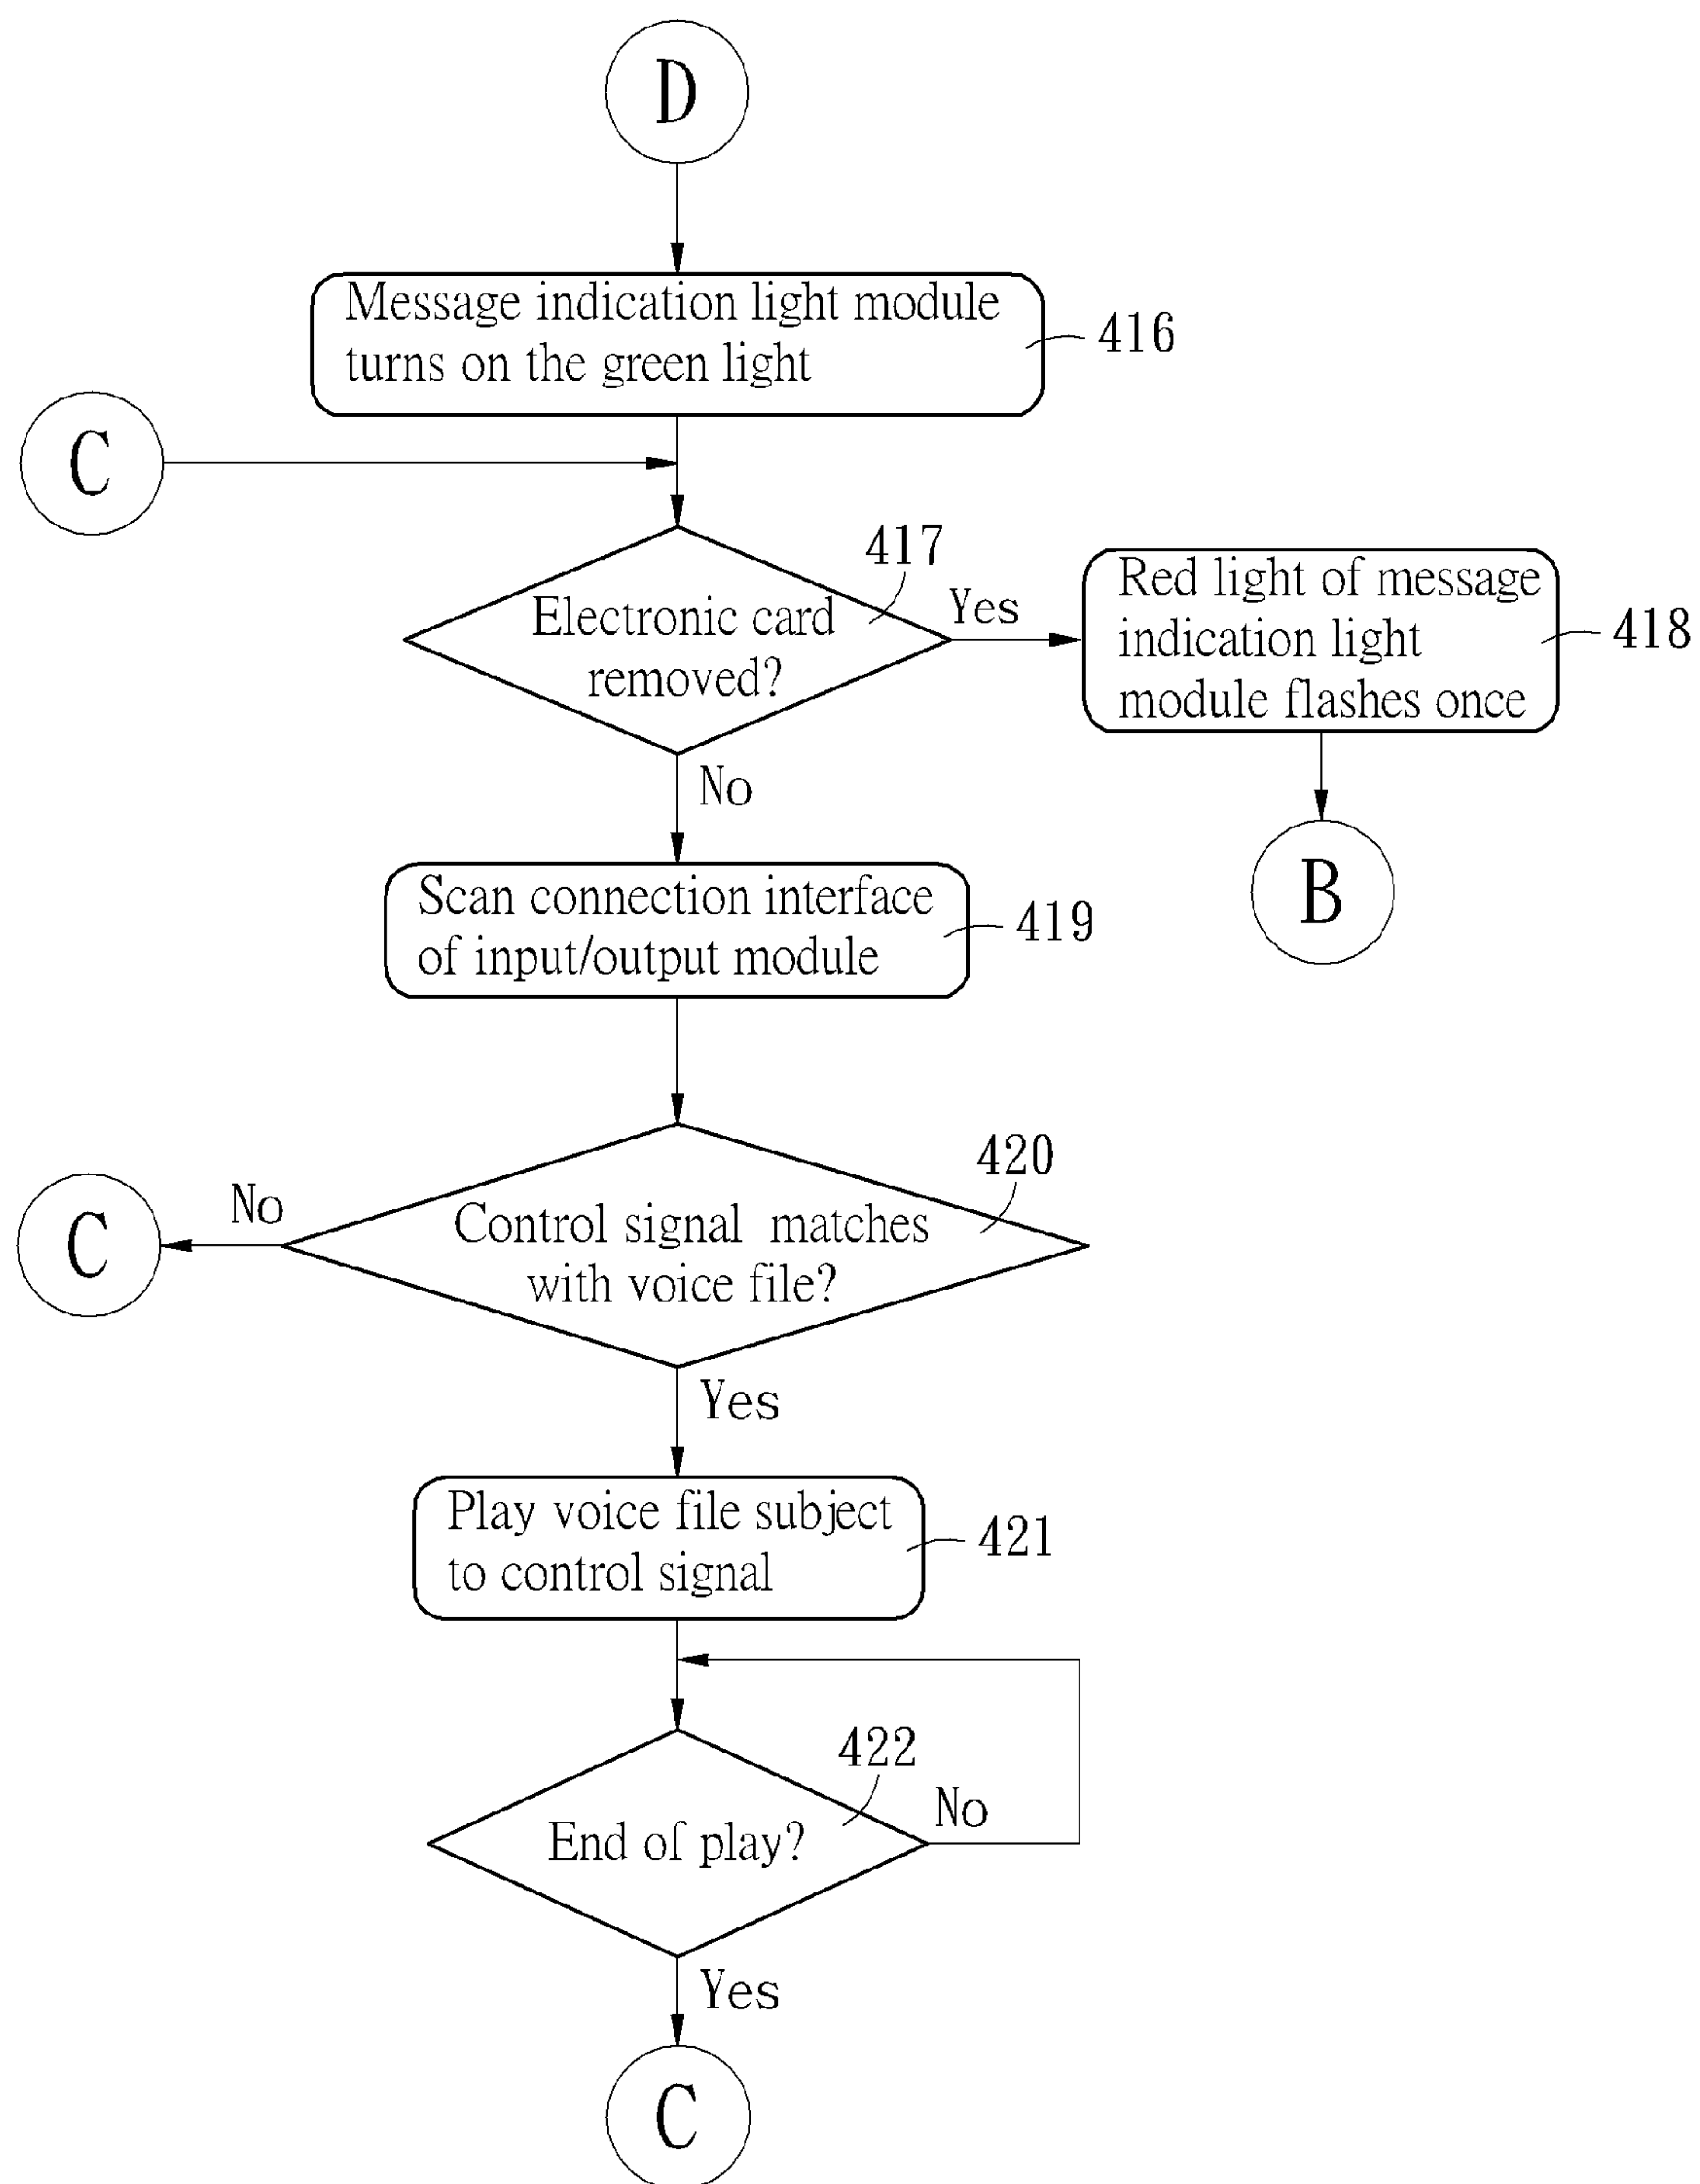 D
Message indication light module
turns on the green light
416
C
417
Electronic card
removed?
Yes
Red light of message
indication light
module flashes once
418
No
B
Scan connection interface
of input/output module
419
420
Control signal matches
with voice file?
No
C
Yes
Play voice file subject
to control signal
421
422
End of play?
No
Yes
C